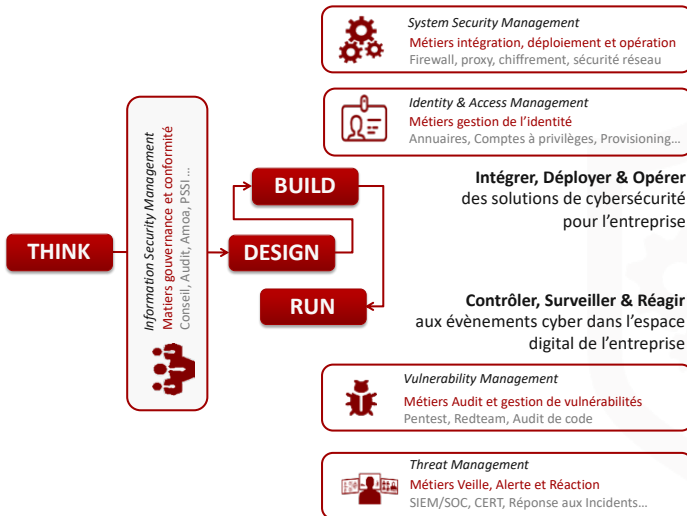 System Security Management
Métiers intégration, déploiement et opération
Firewall, proxy, chiffrement, sécurité réseau
Identity & Access Management
Métiers gestion de l'identité
Annuaires, Comptes à privilèges, Provisioning...
Intégrer, Déployer & Opérer
des solutions de cybersécurité
pour l'entreprise
THINK
Information Security Management
Matiers gouvernance et conformité
Conseil, Audit, Amoa, PSSI ...
BUILD
DESIGN
RUN
Contrôler, Surveiller & Réagir
aux évènements cyber dans l'espace
digital de l'entreprise
Vulnerability Management
Métiers Audit et gestion de vulnérabilités
Pentest, Redteam, Audit de code
Threat Management
Métiers Veille, Alerte et Réaction
SIEM/SOC, CERT, Réponse aux Incidents...